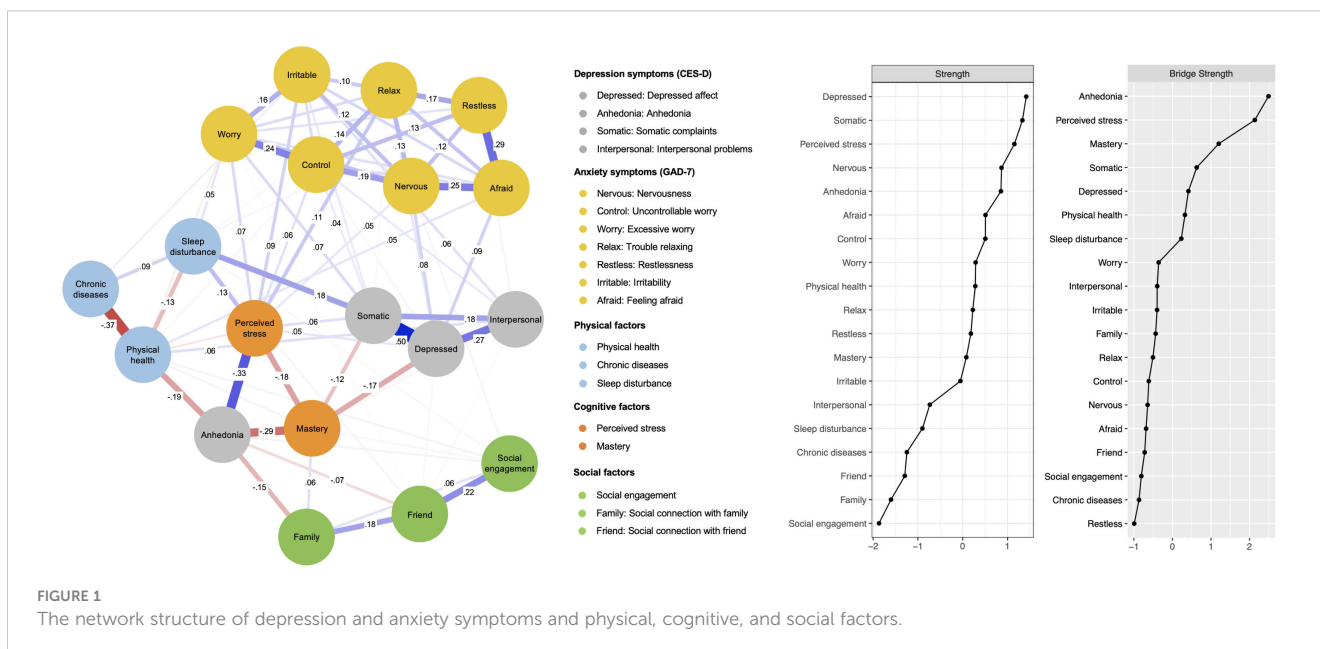 Irritable
.10
Relax
.17
Restless
.16
.12
.13
Worry
.14
.12
.29
.24
Control
.13
.19
Nervous
.25
Afraid
.05
.11
.04
.05
.06
Sleep
disturbance
.07
.09
.06
.07
.05
.08
.09
.09
Chronic
diseases
-.13
.13
.18
-.37
Perceived
stress
.06
Somatic
.18
Interpersonal
Physical
health
.06
.05
.50
Depressed
.27
-.33
-.18
-.12
-.17
-.19
Anhedonia
-.29
Mastery
Social
engagement
-.15
.06
-.07
.06
.22
Friend
.18
Family
Depression symptoms (CES-D)
Depressed: Depressed affect
Anhedonia: Anhedonia
Somatic: Somatic complaints
Interpersonal: Interpersonal problems
Anxiety symptoms (GAD-7)
Nervous: Nervousness
Control: Uncontrollable worry
Worry: Excessive worry
Relax: Trouble relaxing
Restless: Restlessness
Irritable: Irritability
Afraid: Feeling afraid
Physical factors
Physical health
Chronic diseases
Sleep disturbance
Cognitive factors
Perceived stress
Mastery
Social factors
Social engagement
Family: Social connection with family
Friend: Social connection with friend
Strength
Depressed
Somatic
Perceived stress
Nervous
Anhedonia
Afraid
Control
Worry
Physical health
Relax
Restless
Mastery
Irritable
Interpersonal
Sleep disturbance
Chronic diseases
Friend
Family
Social engagement
-2 -1 0 1
Bridge Strength
Anhedonia
Perceived stress
Mastery
Somatic
Depressed
Physical health
Sleep disturbance
Worry
Interpersonal
Irritable
Family
Relax
Control
Nervous
Afraid
Friend
Social engagement
Chronic diseases
Restless
-1 0 1 2
FIGURE 1
The network structure of depression and anxiety symptoms and physical, cognitive, and social factors.